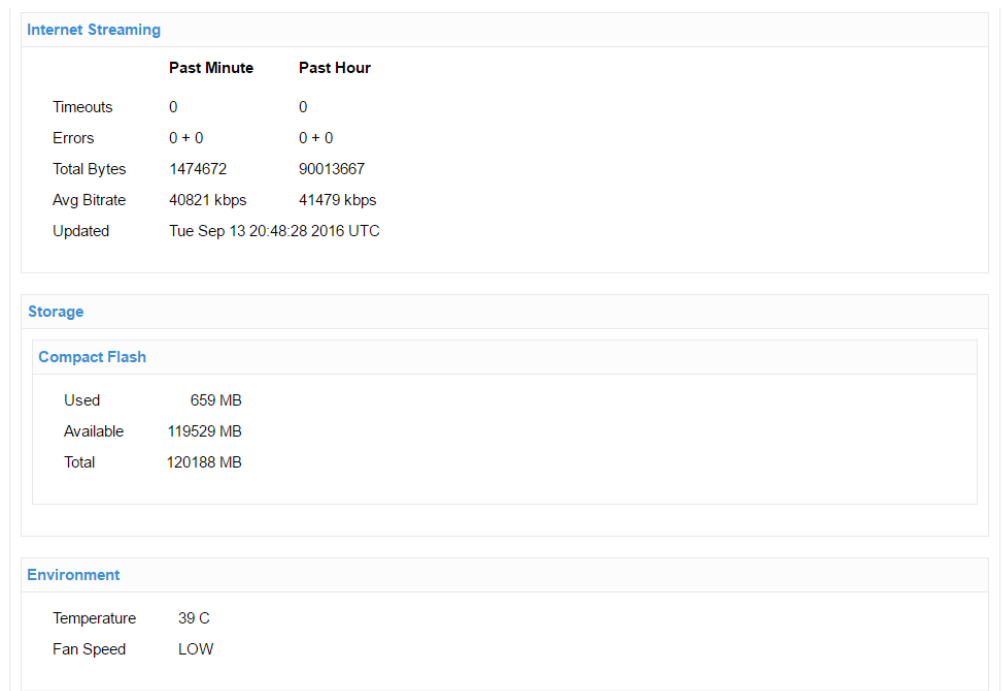 Internet Streaming
Past Minute Past Hour
Timeouts 0 0
Errors 0 + 0 0 + 0
Total Bytes 1474672 90013667
Avg Bitrate 40821 kbps 41479 kbps
Updated Tue Sep 13 20:48:28 2016 UTC
Storage
Compact Flash
Used 659 MB
Available 119529 MB
Total 120188 MB
Environment
Temperature 39 C
Fan Speed LOW